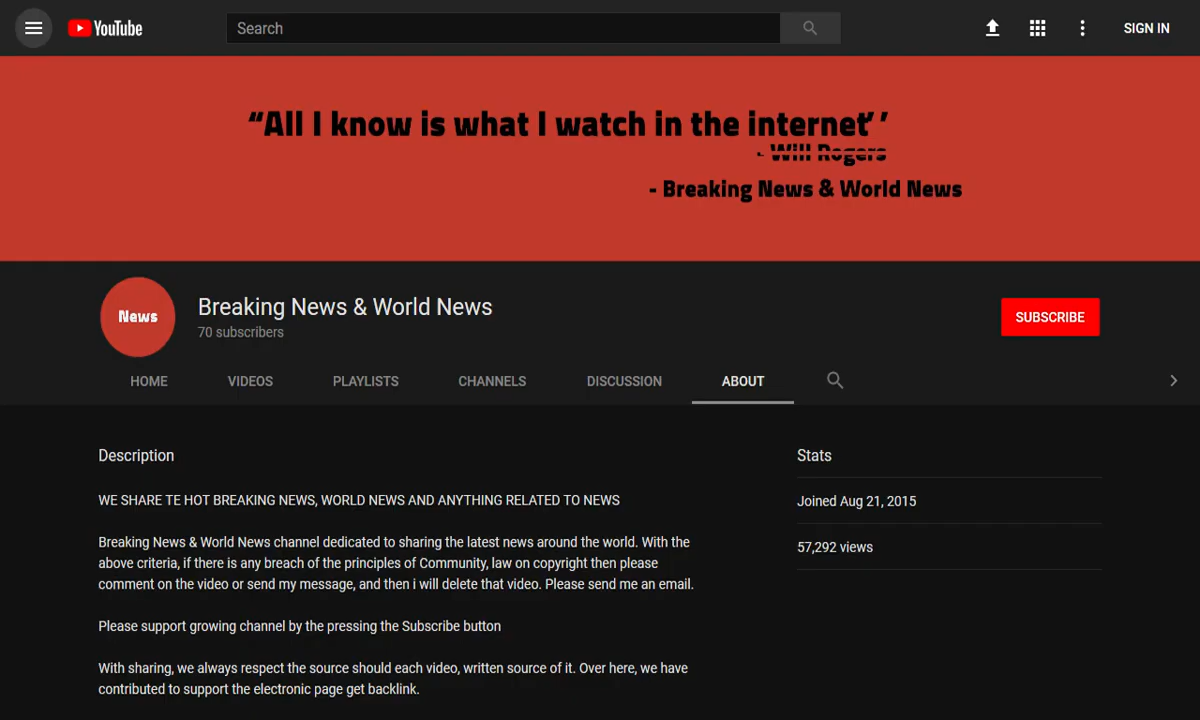 YouTube
Search
SIGN IN
“All I know is what I watch in the internet’’
- Will Rogers
- Breaking News & World News
News
Breaking News & World News
70 subscribers
SUBSCRIBE
HOME VIDEOS PLAYLISTS CHANNELS DISCUSSION ABOUT
Description
WE SHARE TE HOT BREAKING NEWS, WORLD NEWS AND ANYTHING RELATED TO NEWS
Breaking News & World News channel dedicated to sharing the latest news around the world. With the
above criteria, if there is any breach of the principles of Community, law on copyright then please
comment on the video or send my message, and then i will delete that video. Please send me an email.
Please support growing channel by the pressing the Subscribe button
With sharing, we always respect the source should each video, written source of it. Over here, we have
contributed to support the electronic page get backlink.
Stats
Joined Aug 21, 2015
57,292 views